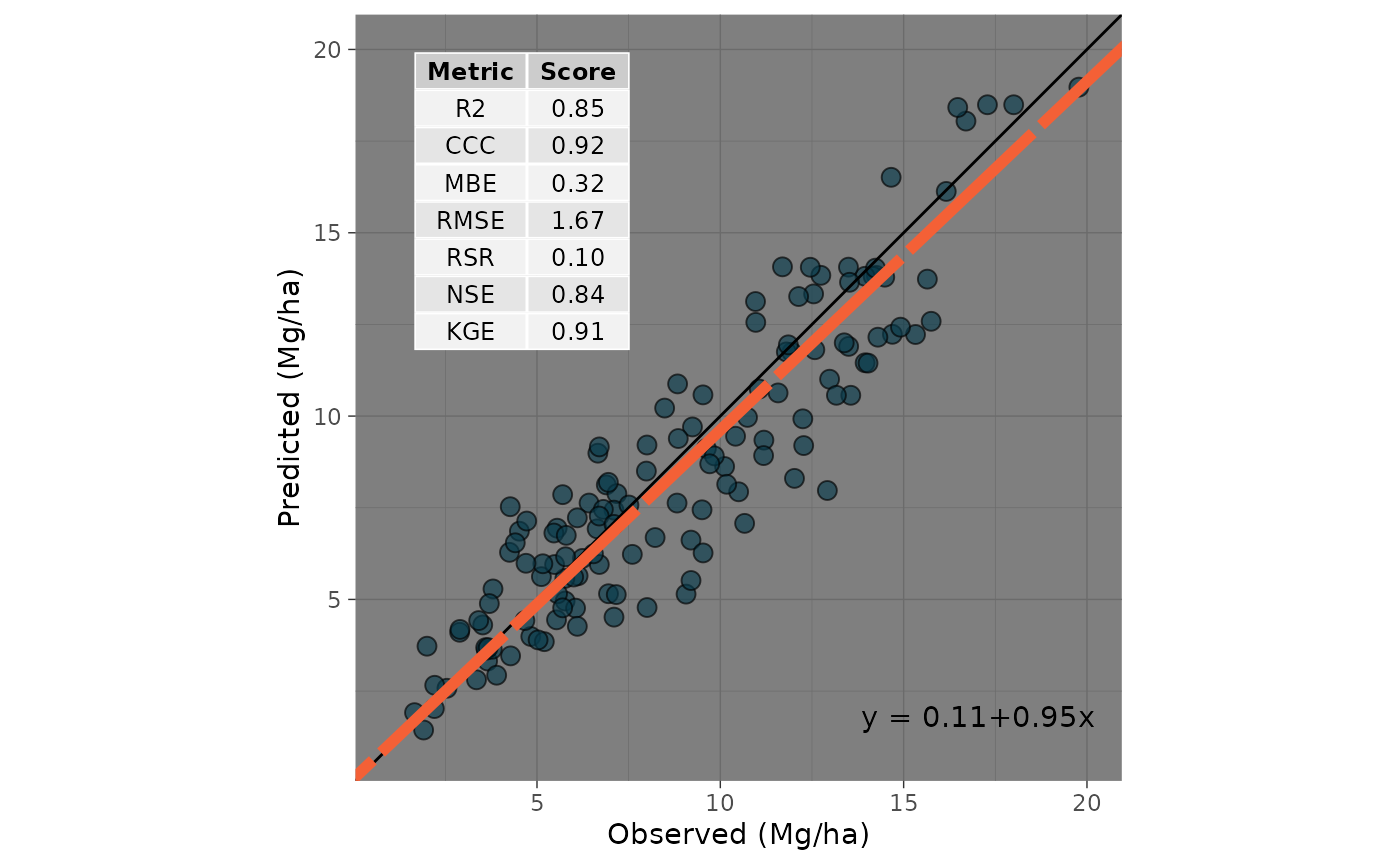 20
15
10
5
Predicted (Mg/ha)
Metric Score
R2 0.85
CCC 0.92
MBE 0.32
RMSE 1.67
RSR 0.10
NSE 0.84
KGE 0.91
y = 0.11+0.95x
5 10 15 20
Observed (Mg/ha)